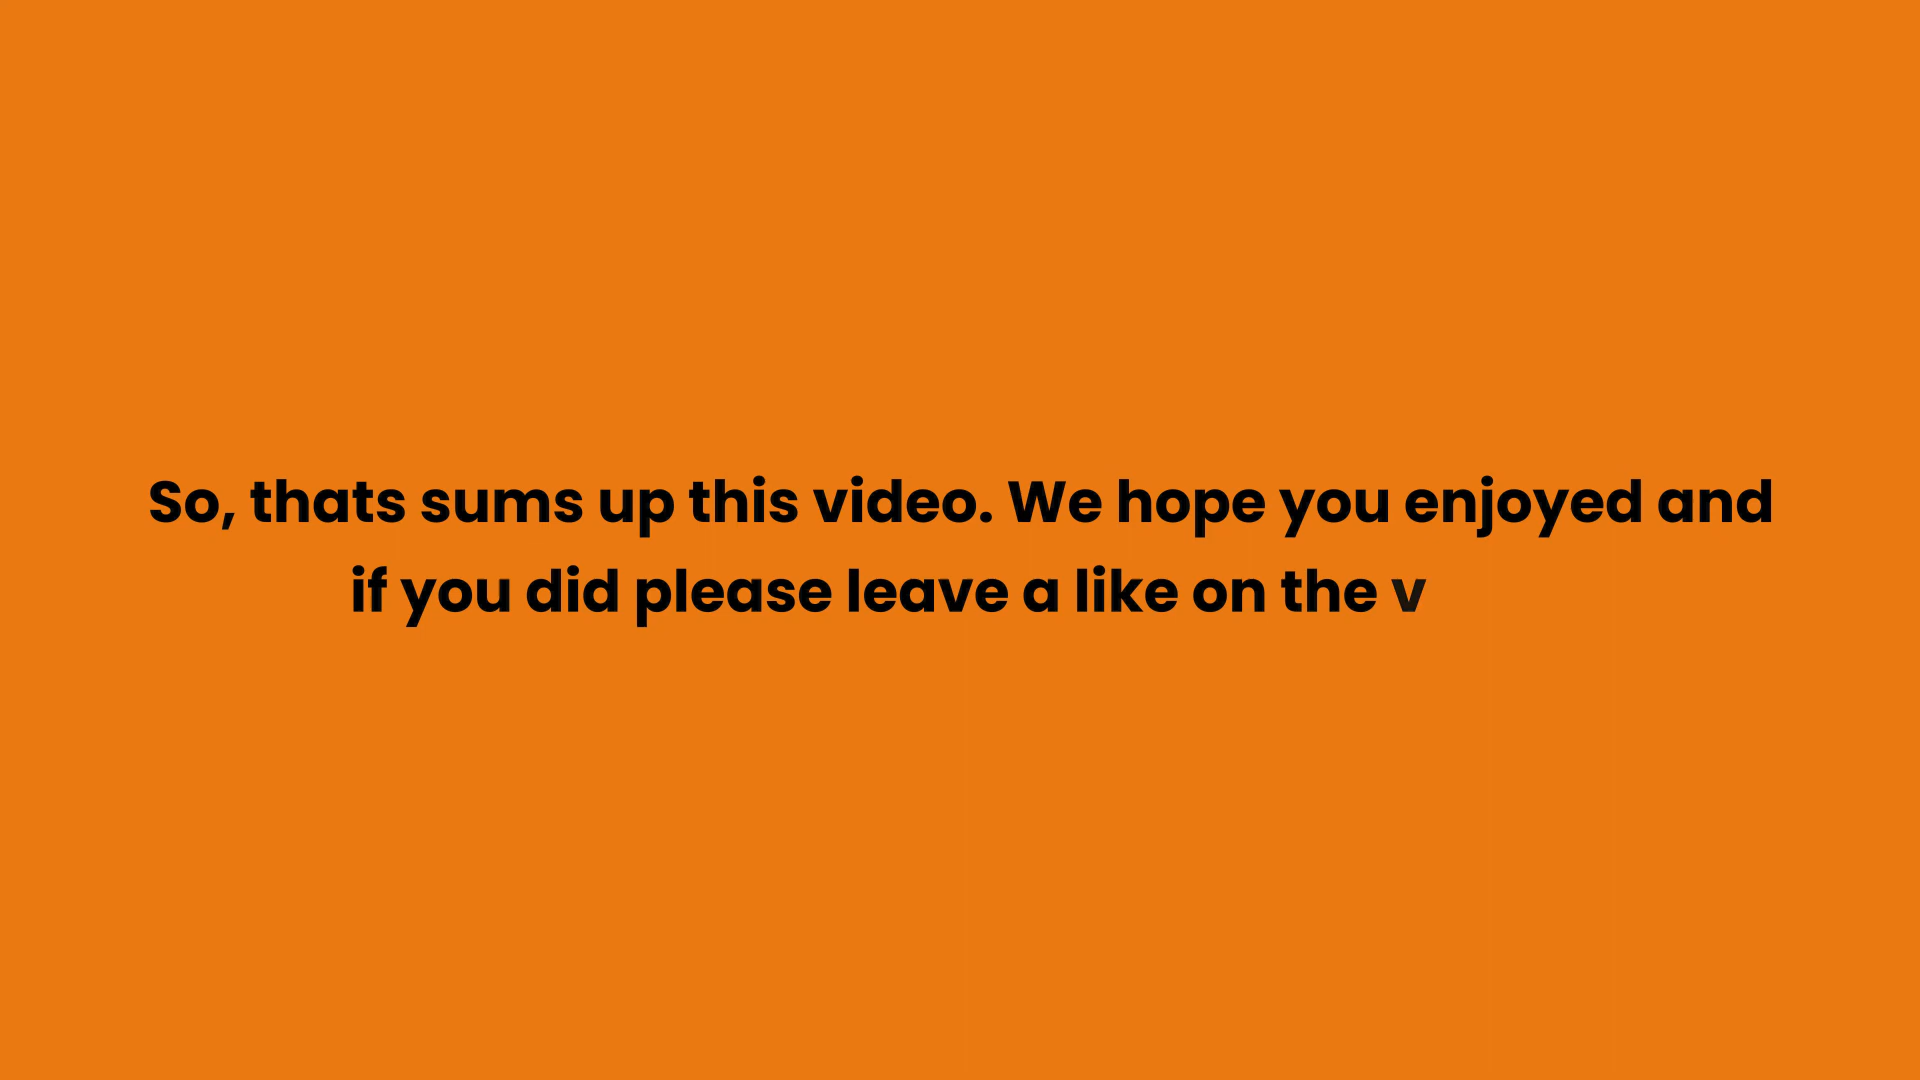 So, thats sums up this video. We hope you enjoyed and
if you did please leave a like on the v